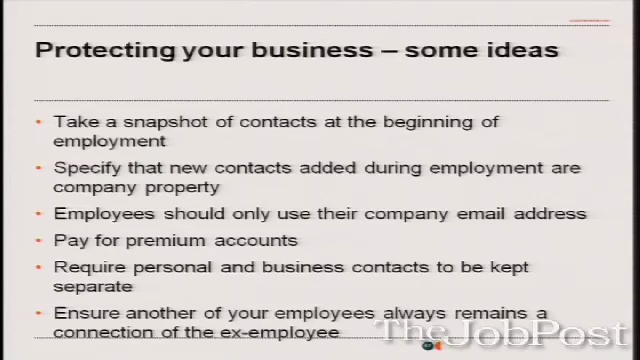 Protecting your business – some ideas
• Take a snapshot of contacts at the beginning of
employment
• Specify that new contacts added during employment are
company property
• Employees should only use their company email address
• Pay for premium accounts
• Require personal and business contacts to be kept
separate
• Ensure another of your employees always remains a
connection of the ex-employee
TheJobPost